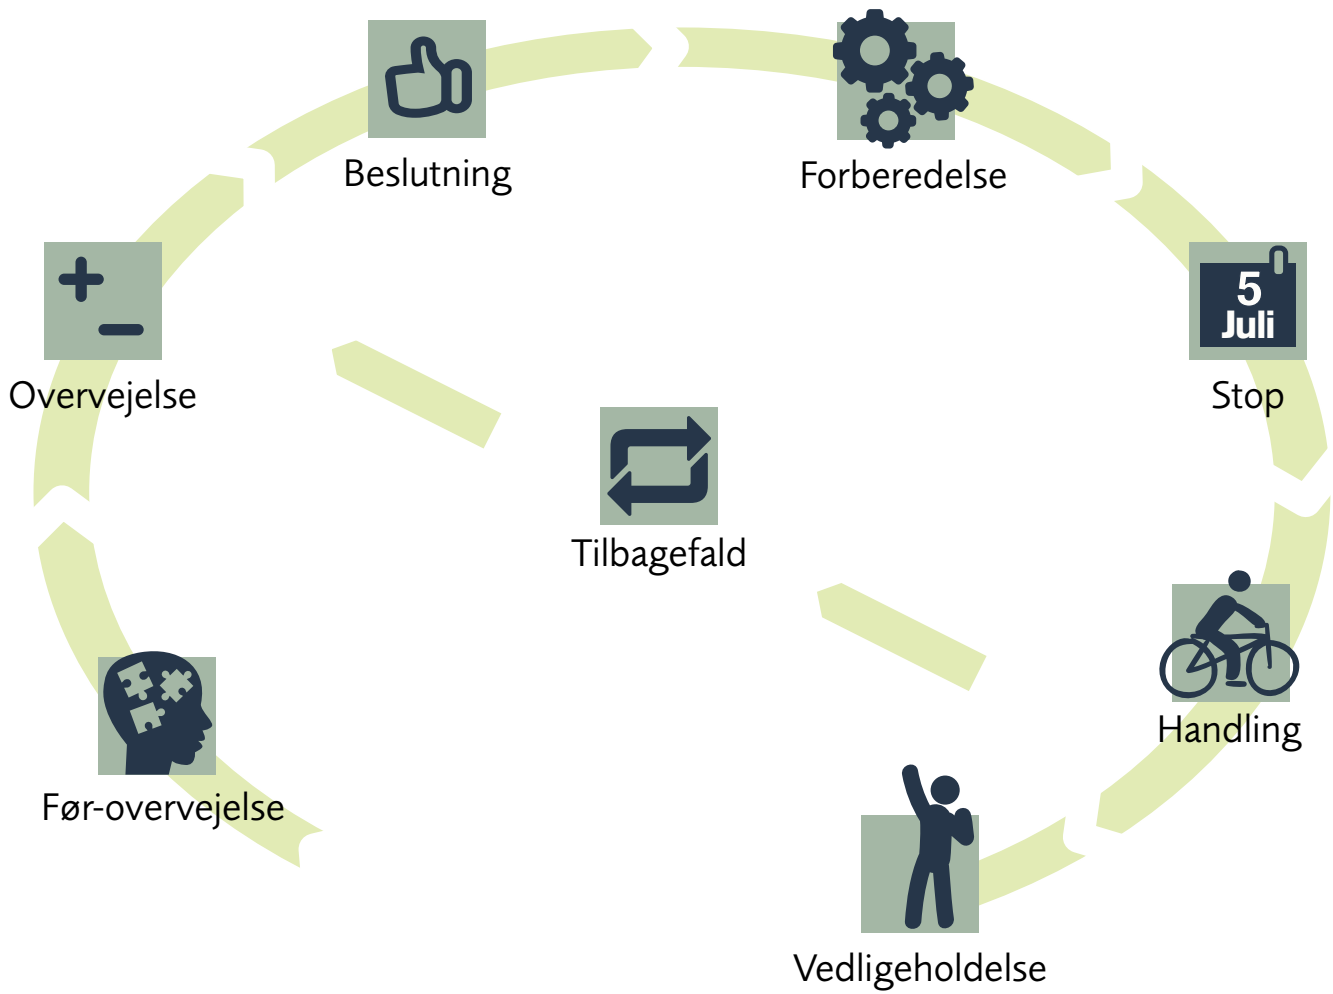 Beslutning
Forberedelse
Overvejelse
5
Juli
Stop
Tilbagefald
Handling
Før-overvejelse
Vedligeholdelse